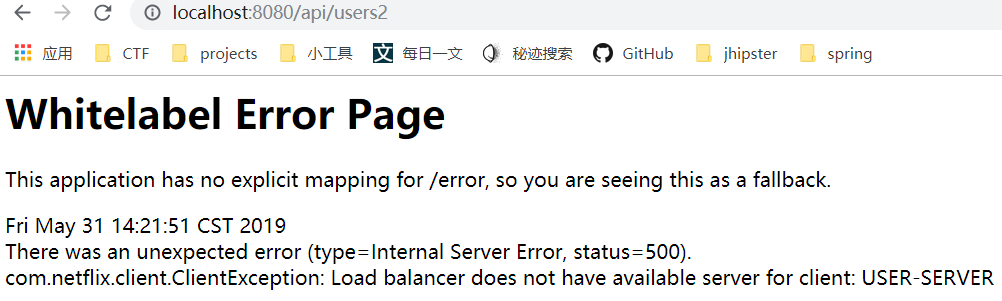 localhost:8080/api/users2
应用 CTF projects 小工具 文 每日一文 秘迹搜索 GitHub jhipster spring
Whitelabel Error Page
This application has no explicit mapping for /error, so you are seeing this as a fallback.
Fri May 31 14:21:51 CST 2019
There was an unexpected error (type=Internal Server Error, status=500).
com.netflix.client.ClientException: Load balancer does not have available server for client: USER-SERVER